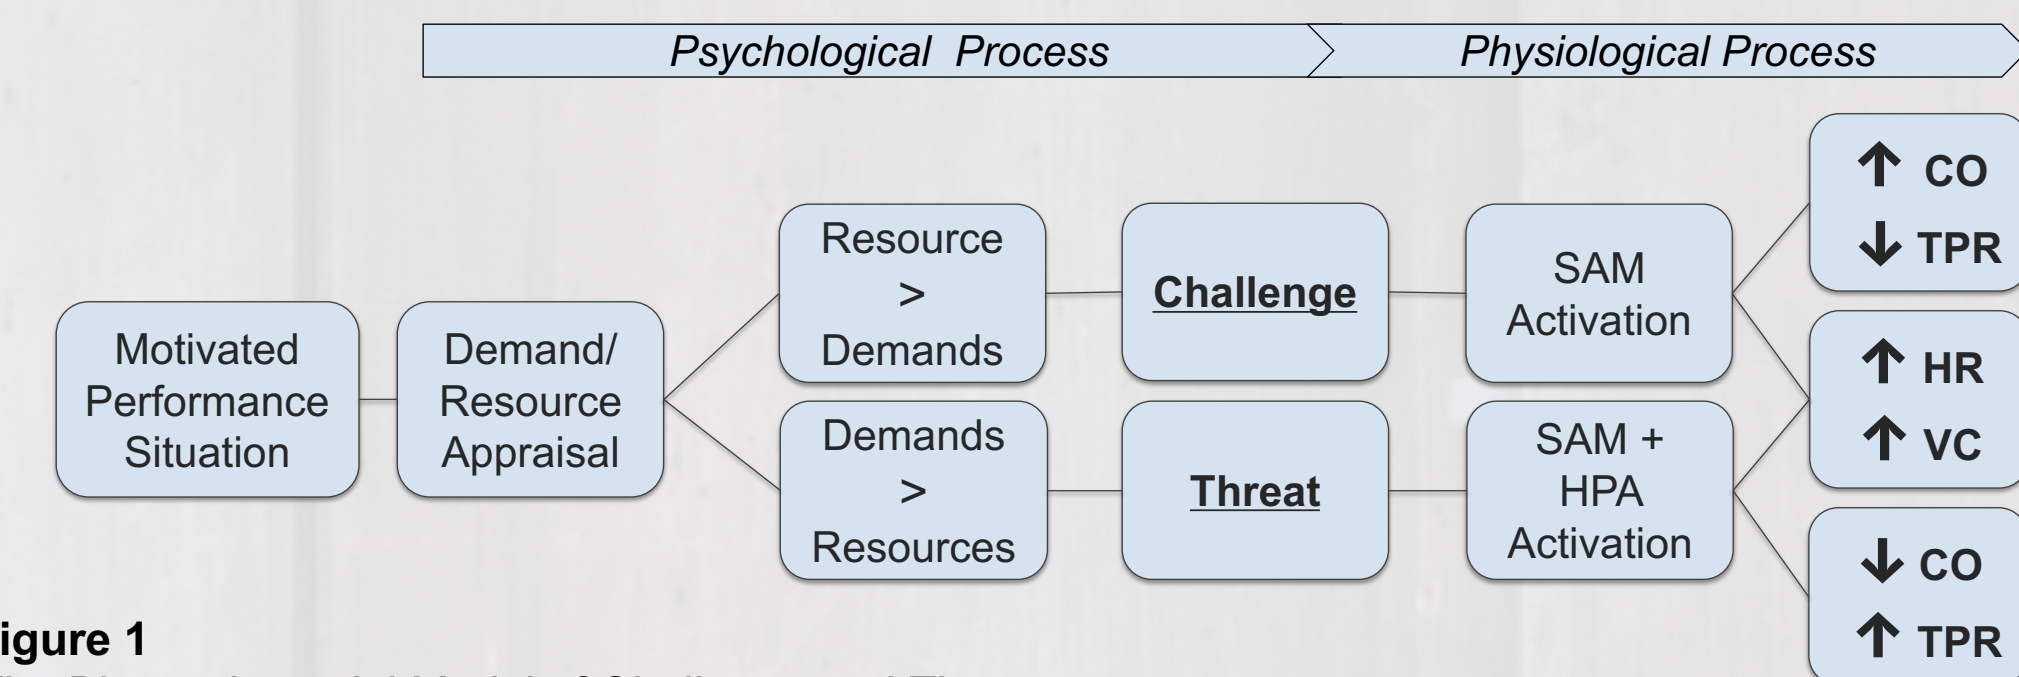 Psychological Process
Physiological Process
Motivated
Performance
Situation
Demand/
Resource
Appraisal
Resource
>
Demands
Challenge
SAM
Activation
↑ CO
↓ TPR
↑ HR
↑ VC
Demands
>
Resources
Threat
SAM +
HPA
Activation
↓ CO
↑ TPR
igure 1